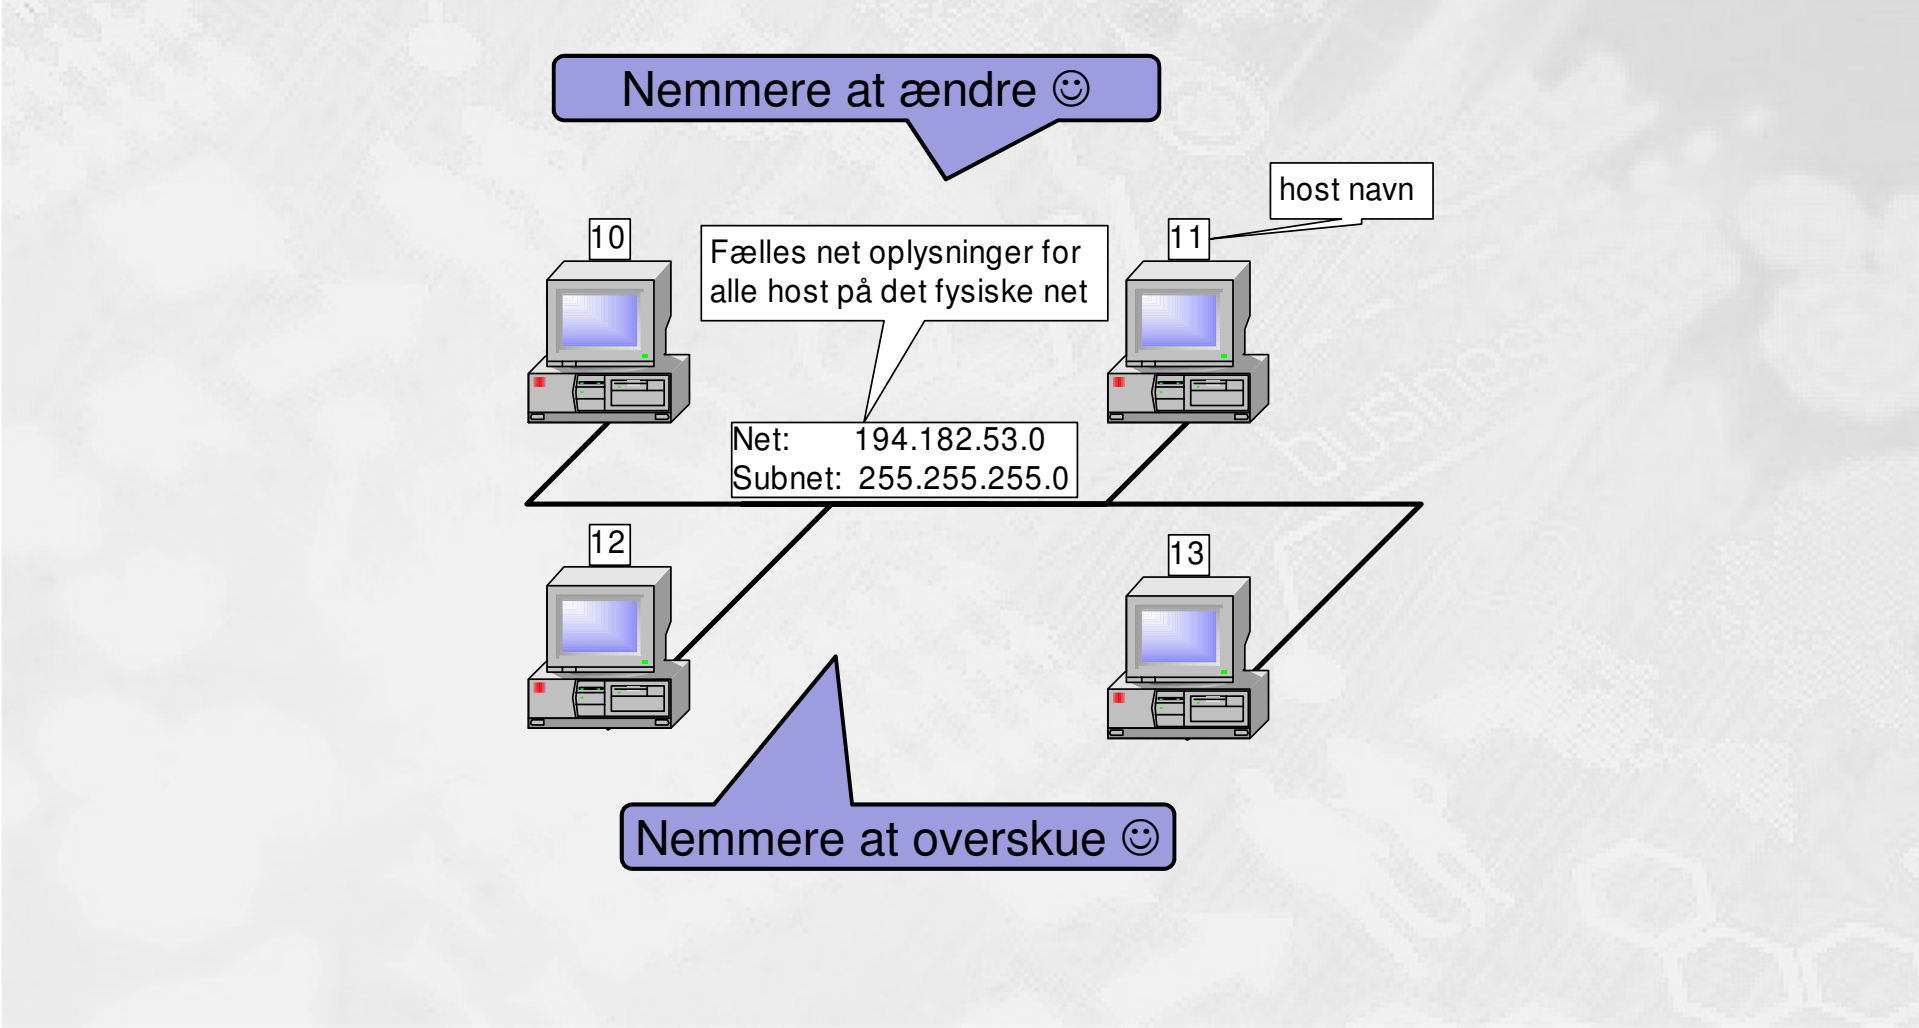 Nemmere at ændre ☺
host navn
10
Fælles net oplysninger for
alle host på det fysiske net
11
Net: 194.182.53.0
Subnet: 255.255.255.0
12
13
Nemmere at overskue ☺